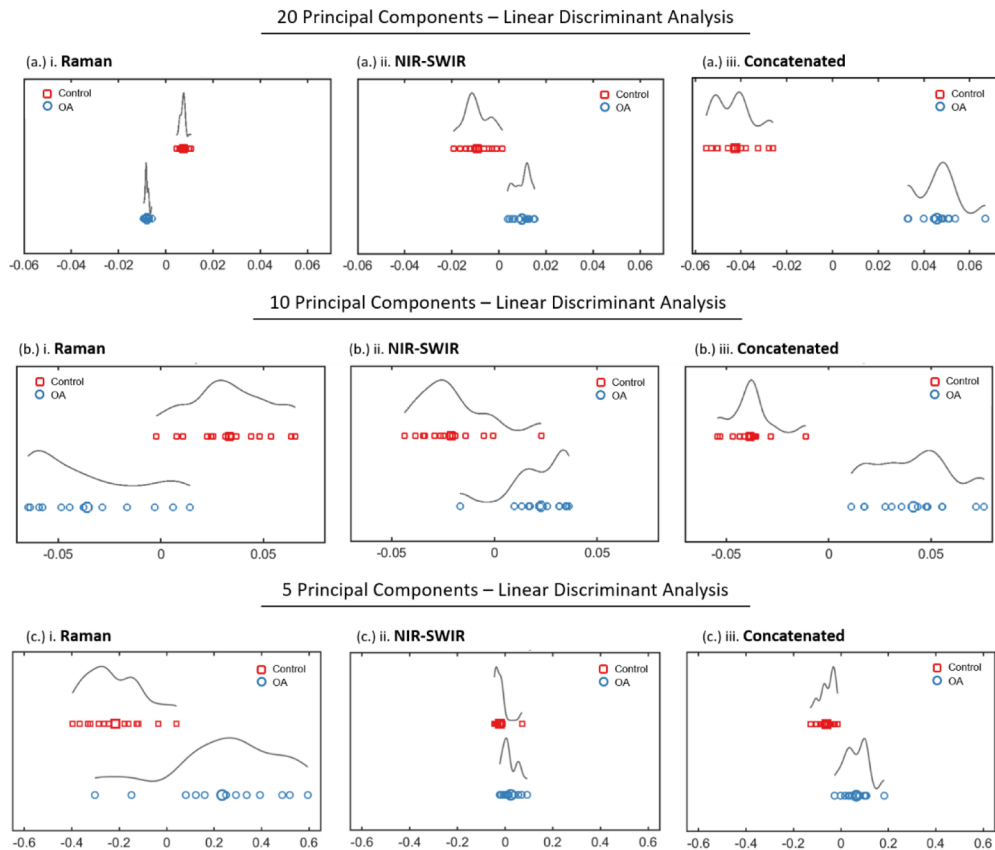 20 Principal Components – Linear Discriminant Analysis
(a.) i. Raman
(a.) ii. NIR-SWIR
(a.) iii. Concatenated
Control
OA
Control
OA
Control
OA
-0.06 -0.04 -0.02 0 0.02 0.04 0.06
-0.06 -0.04 -0.02 0 0.02 0.04 0.06
-0.06 -0.04 -0.02 0 0.02 0.04 0.06
10 Principal Components – Linear Discriminant Analysis
(b.) i. Raman
(b.) ii. NIR-SWIR
(b.) iii. Concatenated
Control
OA
Control
OA
Control
OA
-0.05 0 0.05
-0.05 0 0.05
-0.05 0 0.05
5 Principal Components – Linear Discriminant Analysis
(c.) i. Raman
(c.) ii. NIR-SWIR
(c.) iii. Concatenated
Control
OA
Control
OA
Control
OA
-0.6 -0.4 -0.2 0 0.2 0.4 0.6
-0.6 -0.4 -0.2 0 0.2 0.4 0.6
-0.6 -0.4 -0.2 0 0.2 0.4 0.6